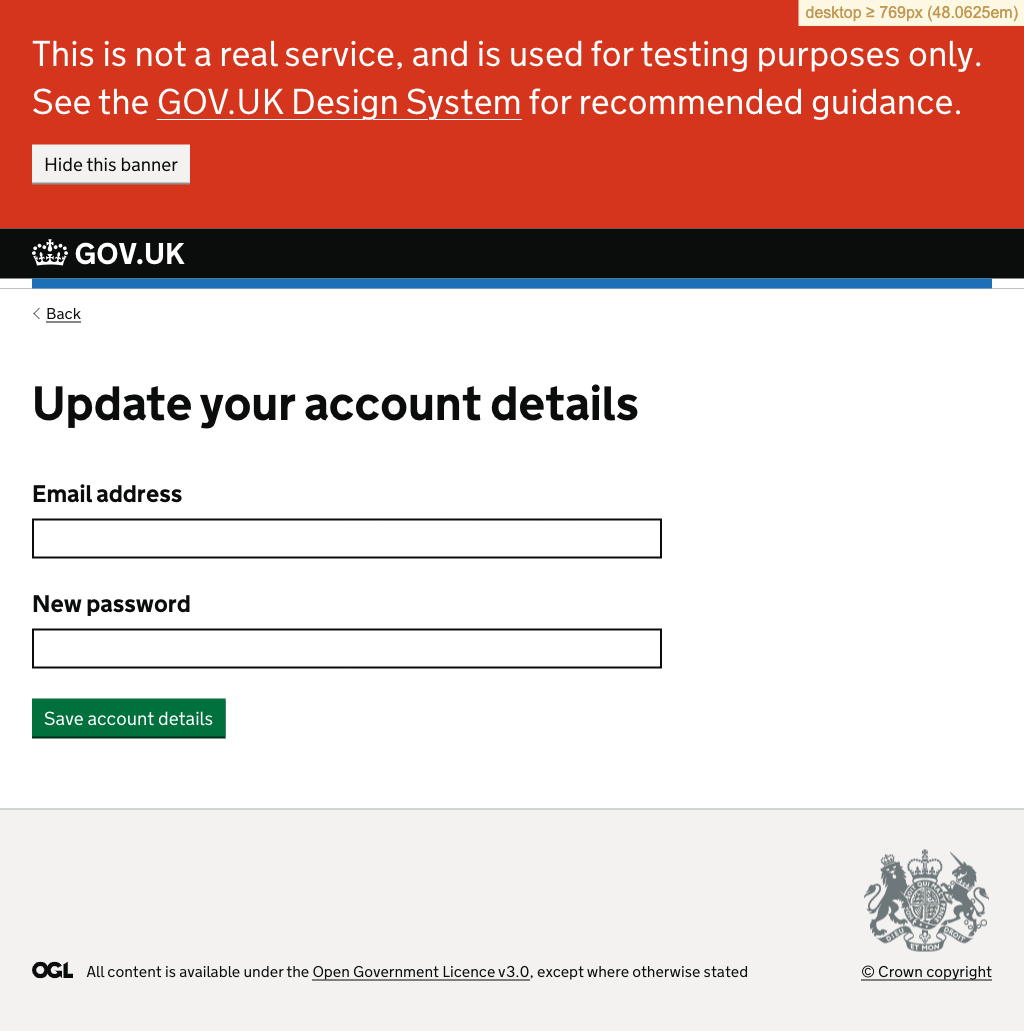 desktop ≥ 769px (48.0625em)
This is not a real service, and is used for testing purposes only.
See the GOV.UK Design System for recommended guidance.
Hide this banner
GOV.UK
Back
Update your account details
Email address
New password
Save account details
OGL All content is available under the Open Government Licence v3.0, except where otherwise stated
© Crown copyright